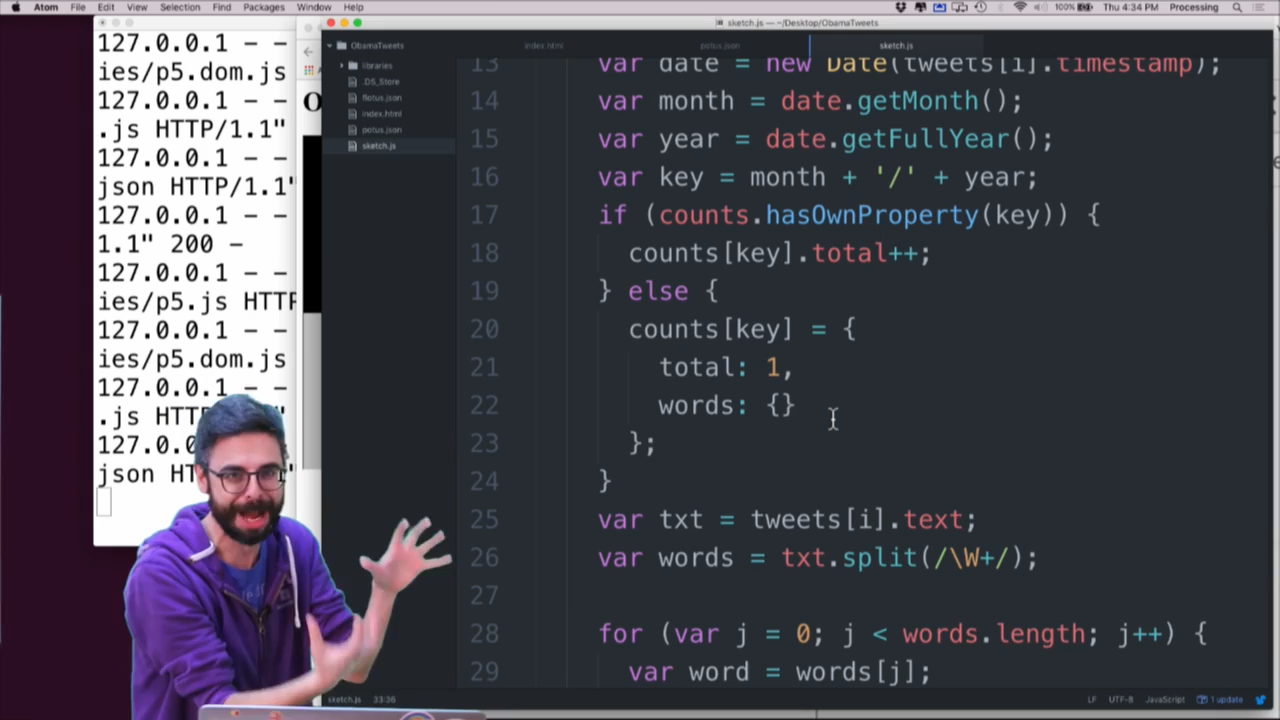 Atom File Edit View Selection Find Packages Window Help
100% Thu 4:34 PM Processing
127.0.0.1 - -
ies/p5.dom.js
127.0.0.1 - -
.js HTTP/1.1"
127.0.0.1 - -
json HTTP/1.1"
127.0.0.1 - -
1.1" 200 -
127.0.0.1 - -
ies/p5.js HTTP
127.0.0.1 - -
ies/p5.dom.js
127.0.0.1 - -
.js HTT
127.0.0
json HT
sketch.js — ~/Desktop/ObamaTweets
ObamaTweets
libraries
.DS_Store
flotus.json
index.html
potus.json
sketch.js
index.html potus.json sketch.js
13 var date = new Date(tweets[i].timestamp);
14 var month = date.getMonth();
15 var year = date.getFullYear();
16 var key = month + '/' + year;
17 if (counts.hasOwnProperty(key)) {
18 counts[key].total++;
19 } else {
20 counts[key] = {
21 total: 1,
22 words: {}
23 };
24 }
25 var txt = tweets[i].text;
26 var words = txt.split(/\W+/);
27
28 for (var j = 0; j < words.length; j++) {
29 var word = words[j];
sketch.js 33:36 LF UTF-8 JavaScript 1 update